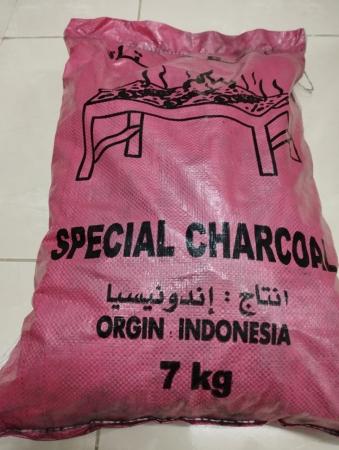 SPECIAL CHARCOAL
انتاج : إندونيسيا
ORGIN INDONESIA
7 kg